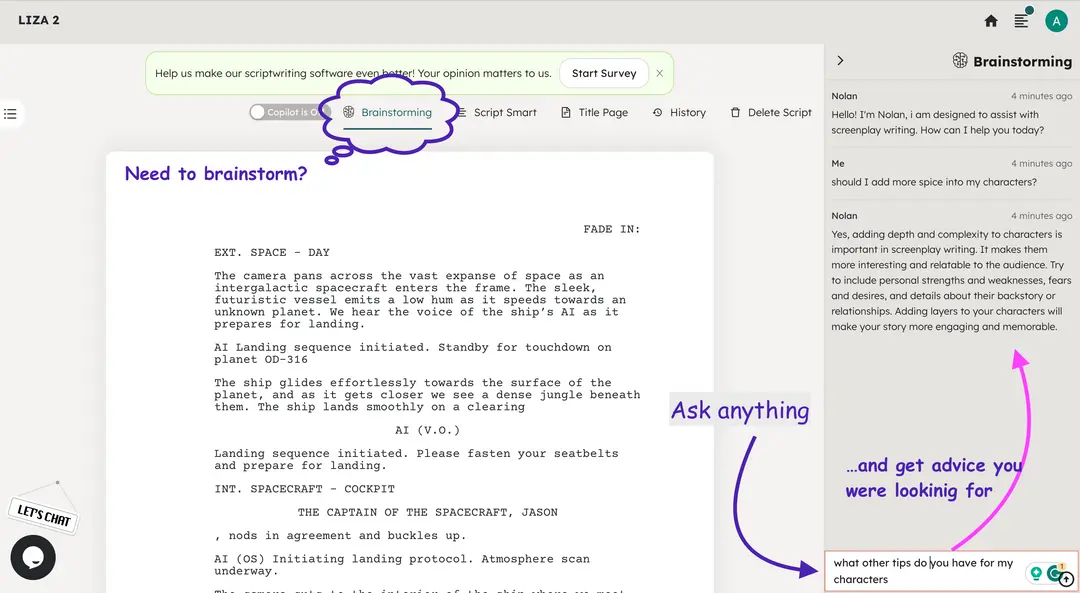 LIZA 2
A
Help us make our scriptwriting software even better! Your opinion matters to us.
Start Survey
Brainstorming
Copilot is O
Brainstorming
Script Smart
Title Page
History
Delete Script
Need to brainstorm?
FADE IN:
EXT. SPACE - DAY
The camera pans across the vast expanse of space as an
intergalactic spacecraft enters the frame. The sleek,
futuristic vessel emits a low hum as it speeds towards an
unknown planet. We hear the voice of the ship's AI as it
prepares for landing.
AI Landing sequence initiated. Standby for touchdown on
planet OD-316
The ship glides effortlessly towards the surface of the
planet, and as it gets closer we see a dense jungle beneath
them. The ship lands smoothly on a clearing
AI (V.O.)
Landing sequence initiated. Please fasten your seatbelts
and prepare for landing.
INT. SPACECRAFT - COCKPIT
THE CAPTAIN OF THE SPACECRAFT, JASON
, nods in agreement and buckles up.
AI (OS) Initiating landing protocol. Atmosphere scan
underway.
LET'S CHAT
Nolan
4 minutes ago
Hello! I'm Nolan, i am designed to assist with
screenplay writing. How can I help you today?
Me
4 minutes ago
should I add more spice into my characters?
Nolan
4 minutes ago
Yes, adding depth and complexity to characters is
important in screenplay writing. It makes them
more interesting and relatable to the audience. Try
to include personal strengths and weaknesses, fears
and desires, and details about their backstory or
relationships. Adding layers to your characters will
make your story more engaging and memorable.
Ask anything
...and get advice you
were lookinig for
what other tips do you have for my
characters
1